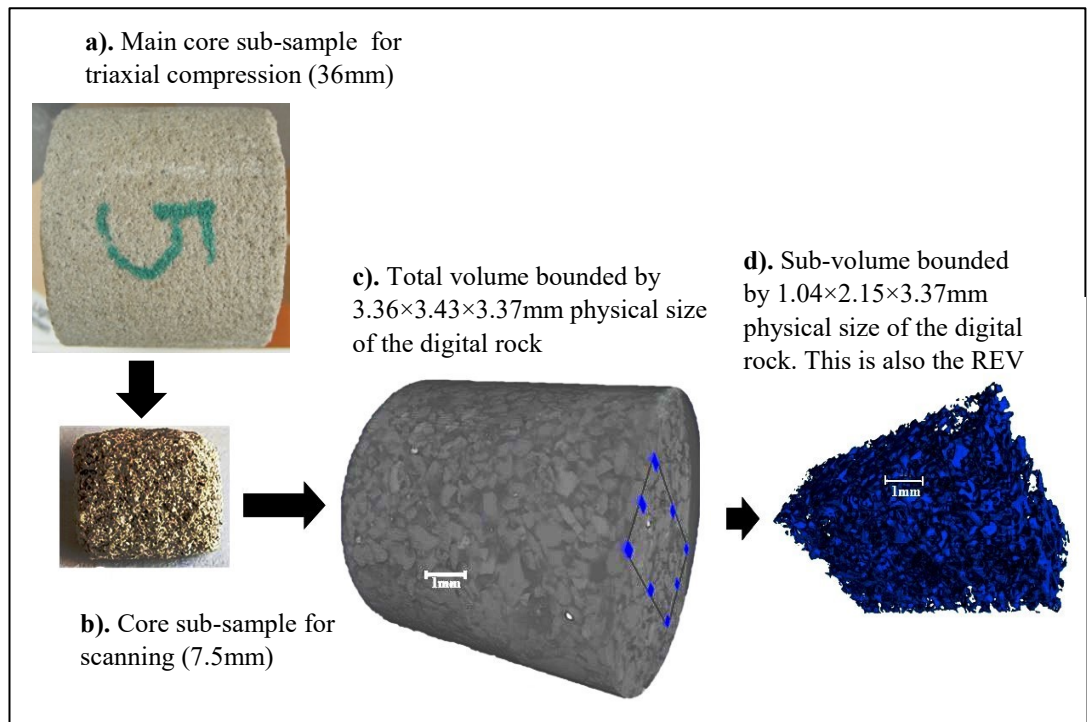 a). Main core sub-sample for
triaxial compression (36mm)
5
c). Total volume bounded by
3.36×3.43×3.37mm physical size
of the digital rock
d). Sub-volume bounded
by 1.04×2.15×3.37mm
physical size of the digital
rock. This is also the REV
1mm
1mm
b). Core sub-sample for
scanning (7.5mm)